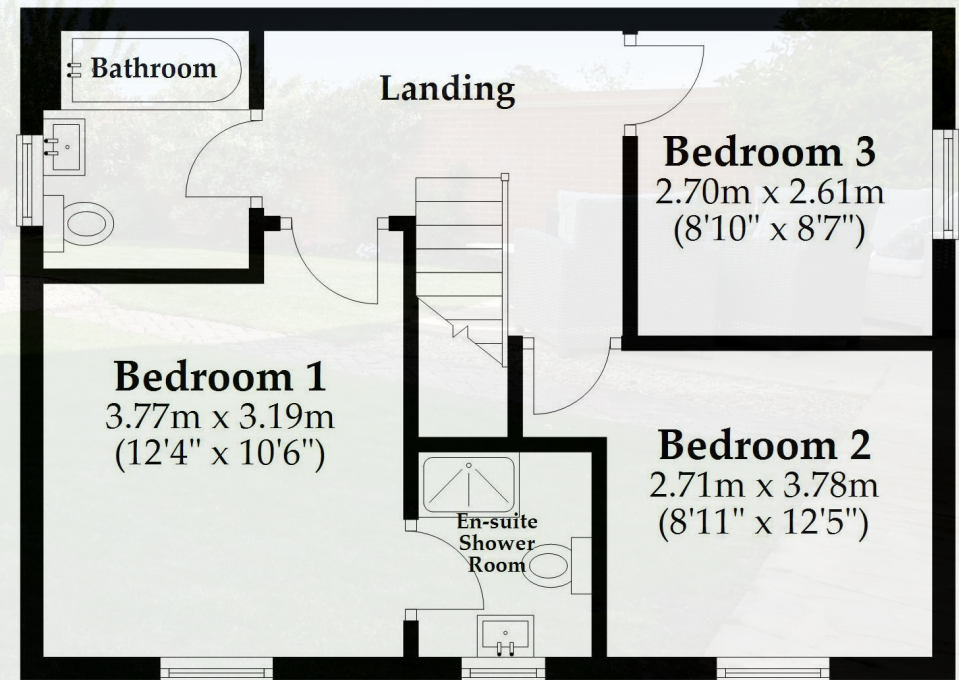 Bathroom
Landing
Bedroom 3
2.70m x 2.61m
(8'10" x 8'7")
Bedroom 1
3.77m x 3.19m
(12'4" x 10'6")
Bedroom 2
2.71m x 3.78m
(8'11" x 12'5")
En-suite
Shower
Room